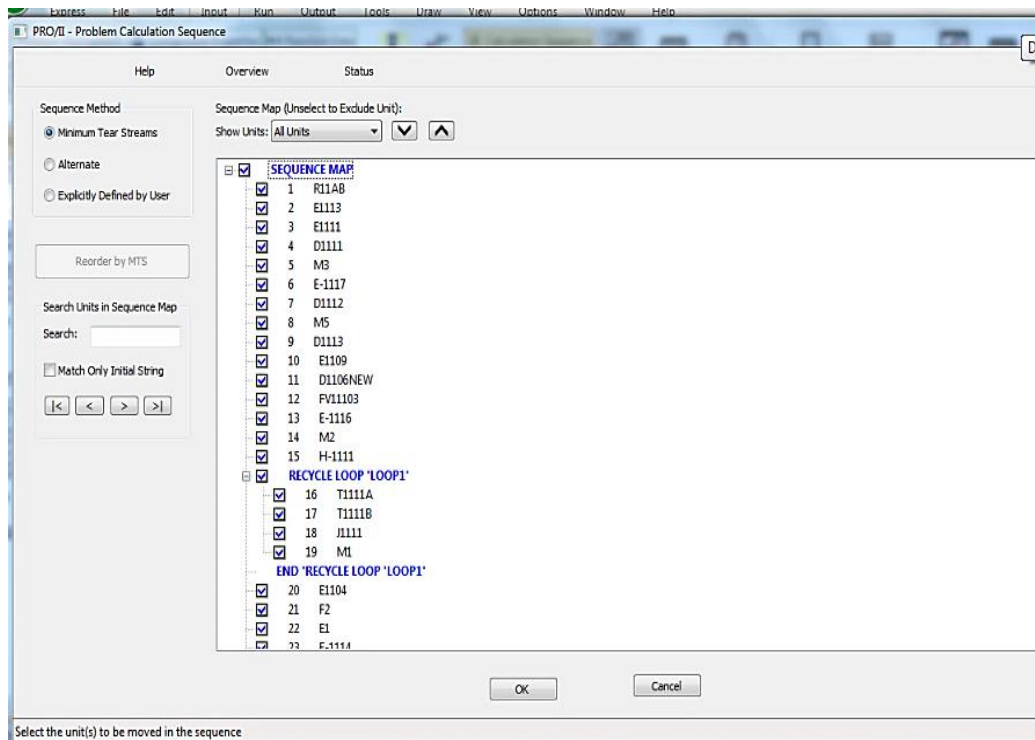 Express File Edit Input Run Output Tools Draw View Options Window Help
PRO/II - Problem Calculation Sequence
Help Overview Status
Sequence Method
Minimum Tear Streams
Alternate
Explicitly Defined by User
Reorder by MTS
Search Units in Sequence Map
Search:
Match Only Initial String
|< < > >|
Sequence Map (Unselect to Exclude Unit):
Show Units: All Units
SEQUENCE MAP
1 R11AB
2 E1113
3 E1111
4 D1111
5 M3
6 E-1117
7 D1112
8 M5
9 D1113
10 E1109
11 D1106NEW
12 FV11103
13 E-1116
14 M2
15 H-1111
RECYCLE LOOP 'LOOP1'
16 T1111A
17 T1111B
18 J1111
19 M1
END 'RECYCLE LOOP 'LOOP1'
20 E1104
21 F2
22 E1
23 E-1114
OK Cancel
Select the unit(s) to be moved in the sequence